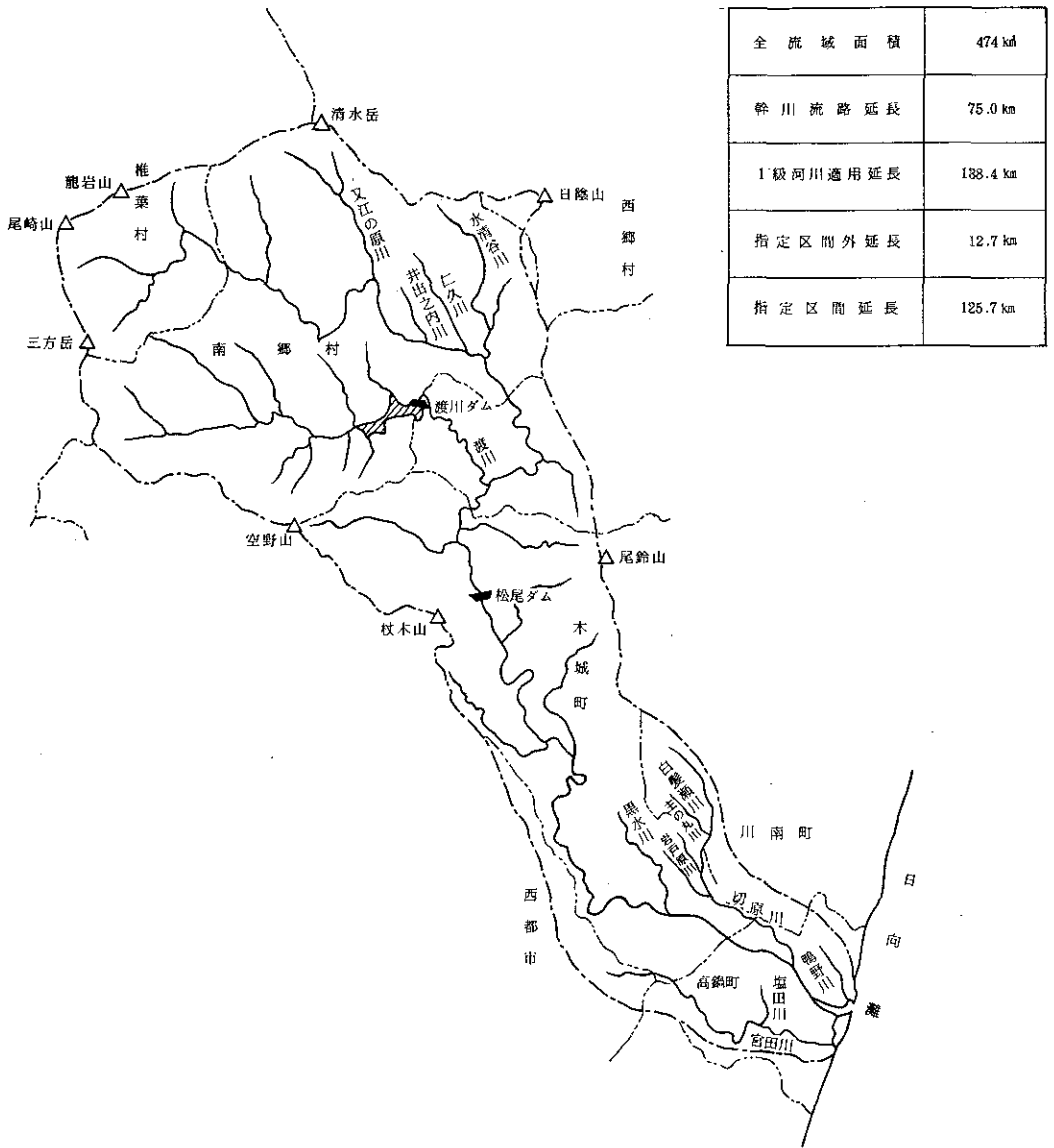 全流域面積 474km²
幹川流路延長 75.0km
1級河川適用延長 138.4km
指定区間外延長 12.7km
指定区間延長 125.7km
清水岳
龍岩山
椎葉村
尾崎山
日陰山
西郷村
又江の原川
水清谷川
仁久川
井出之内川
三方岳
南郷村
渡川ダム
渡川
空野山
尾鈴山
松尾ダム
杖木山
木城町
黒水川
岩石原川
川南町
日向灘
切原川
西都市
鴨野川
高鍋町
塩田川
宮田川